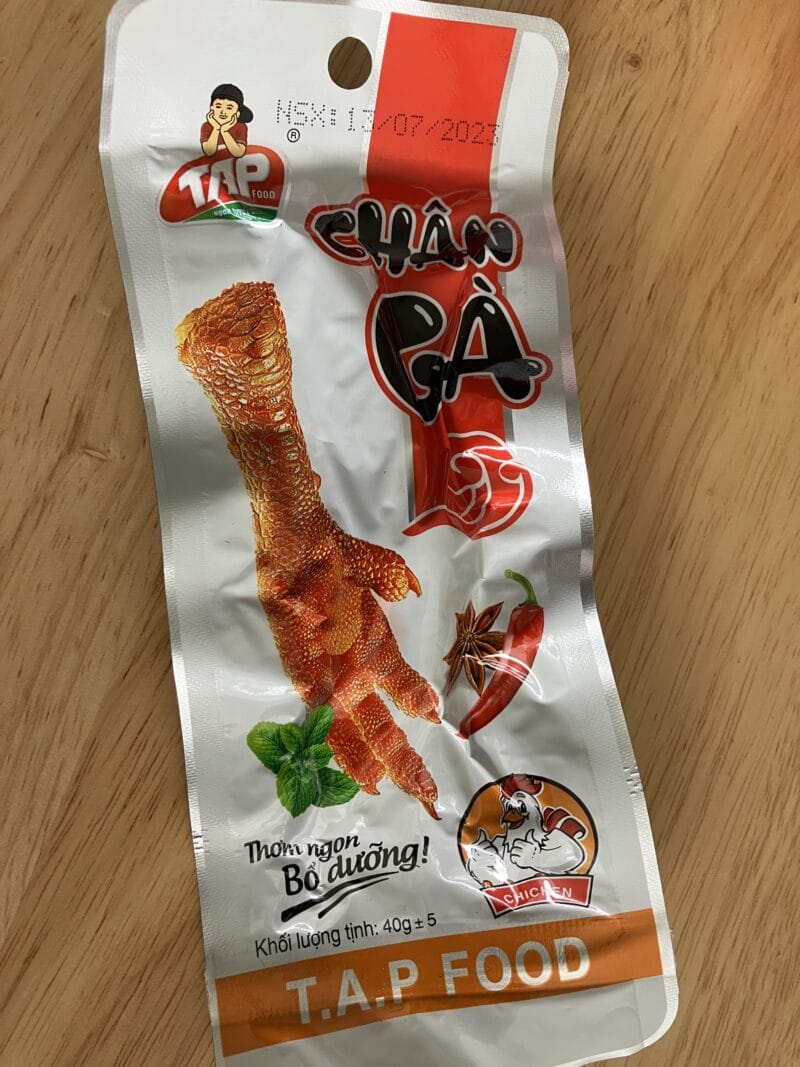 NSX: 13/07/2023
®
TAP
FOOD
CHÂN
GÀ
Thơm ngon
Bổ dưỡng!
CHICKEN
Khối lượng tịnh: 40g ± 5
T.A.P FOOD